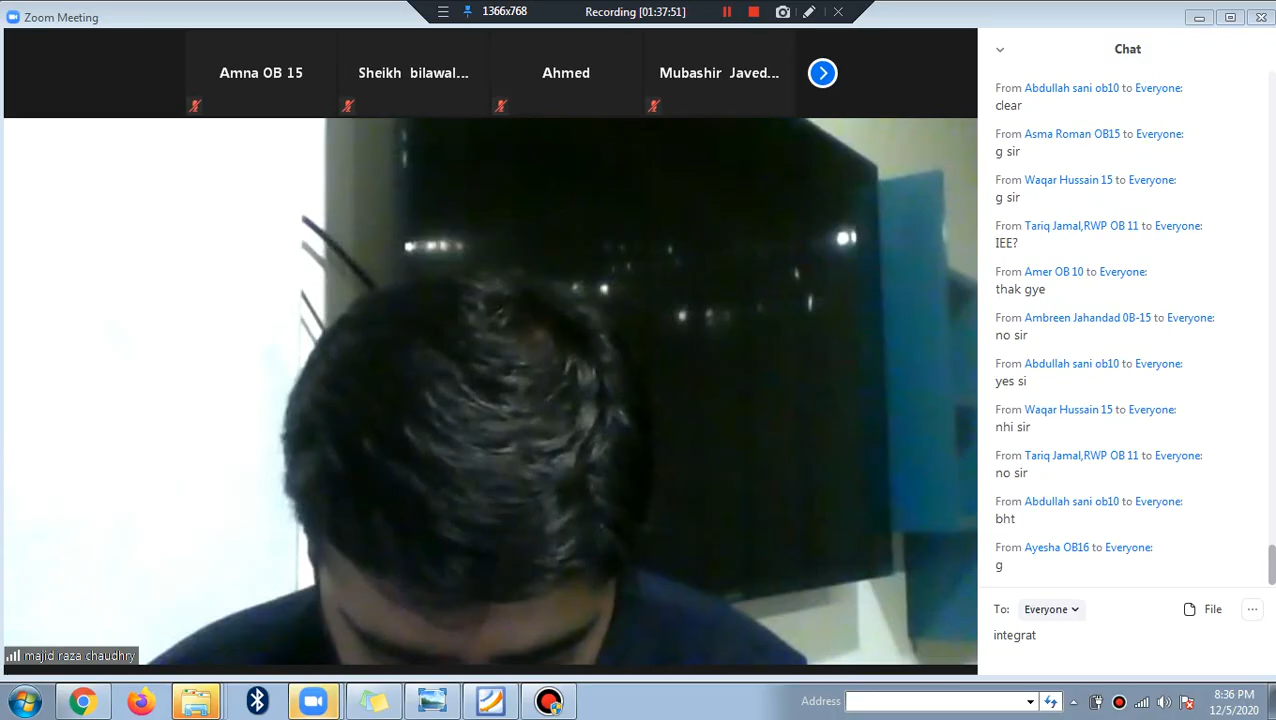 Zoom Meeting
1366x768
Recording [01:37:51]
Amna OB 15
Sheikh bilawal...
Ahmed
Mubashir Javed...
majid raza chaudhry
Chat
From Abdullah sani ob10 to Everyone:
clear
From Asma Roman OB15 to Everyone:
g sir
From Waqar Hussain 15 to Everyone:
g sir
From Tariq Jamal,RWP OB 11 to Everyone:
IEE?
From Amer OB 10 to Everyone:
thak gye
From Ambreen Jahandad 0B-15 to Everyone:
no sir
From Abdullah sani ob10 to Everyone:
yes si
From Waqar Hussain 15 to Everyone:
nhi sir
From Tariq Jamal,RWP OB 11 to Everyone:
no sir
From Abdullah sani ob10 to Everyone:
bht
From Ayesha OB16 to Everyone:
g
To: Everyone
File
integrat
Address
8:36 PM
12/5/2020